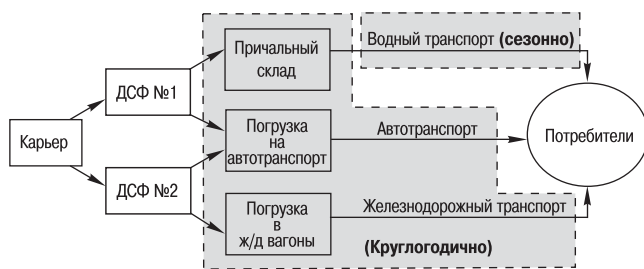 Карьер
ДСФ №1
ДСФ №2
Причальный
склад
Погрузка
на
автотранспорт
Погрузка
в
ж/д вагоны
Водный транспорт (сезонно)
Автотранспорт
Железнодорожный транспорт
(Круглогодично)
Потребители